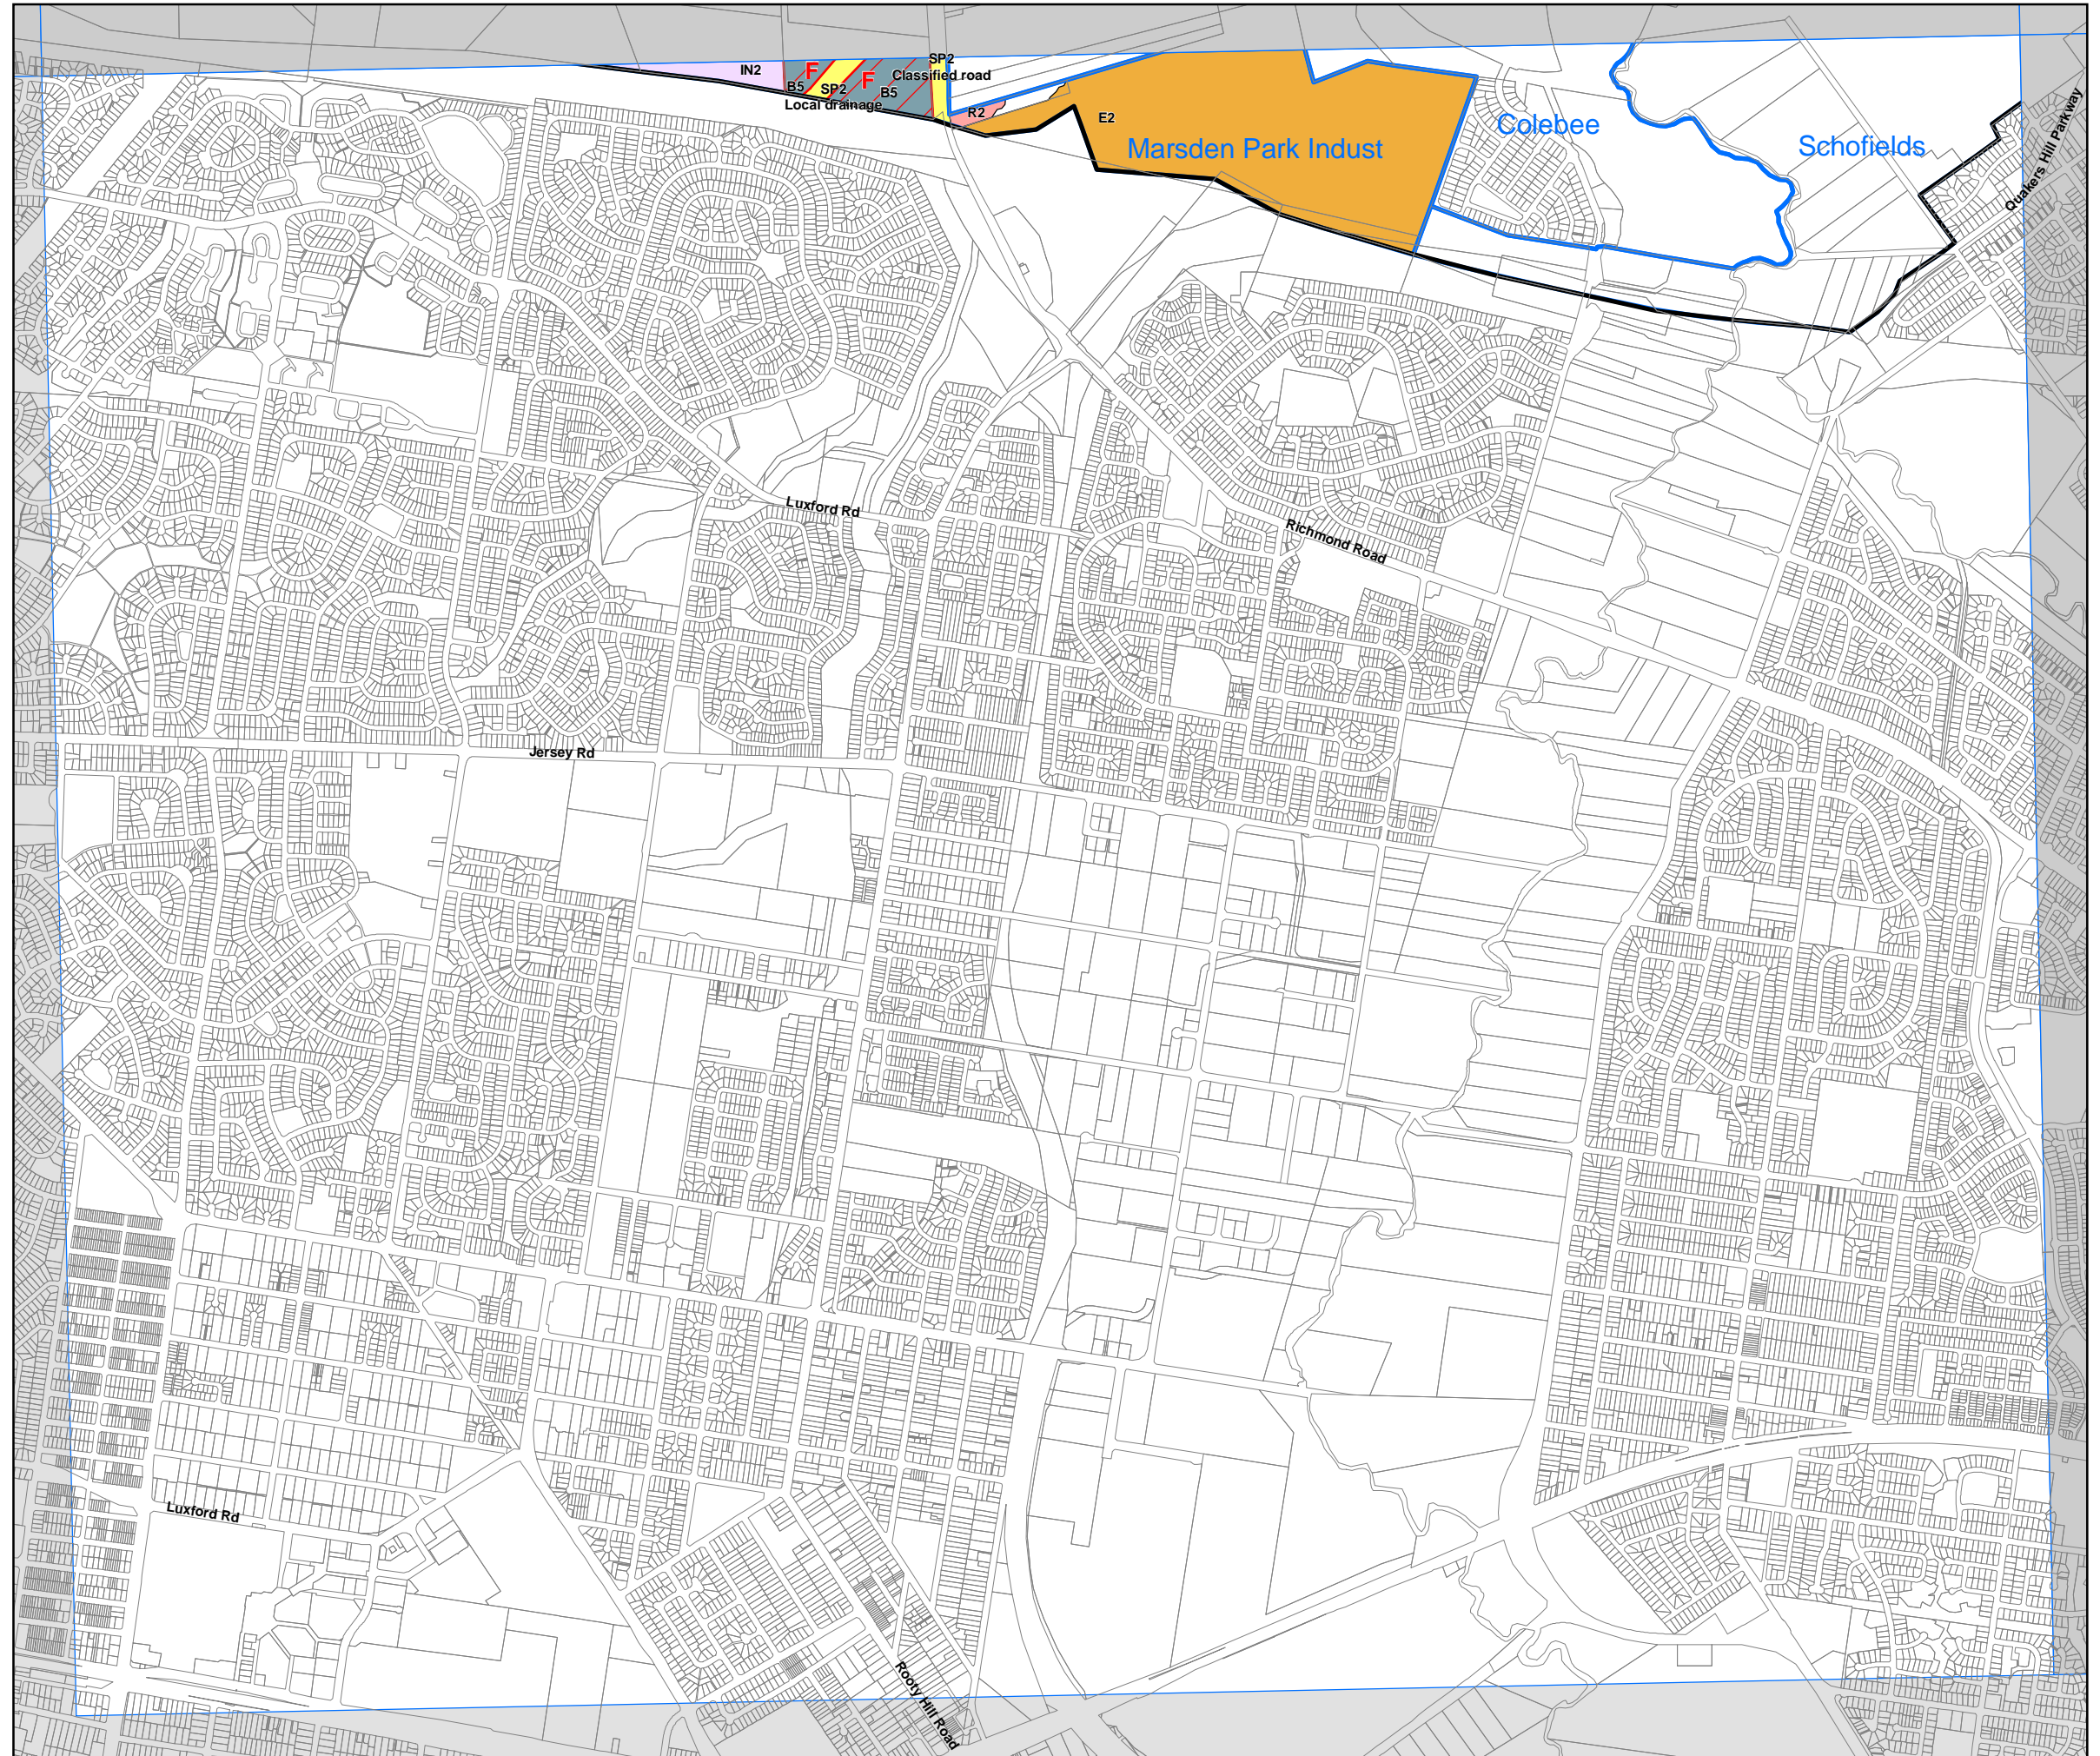 SP2
IN2
F
F
Classified road
B5
SP2
B5
Local drainage
R2
E2
Marsden Park Indust
Colebee
Schofields
Quakers Hill Parkway
Luxford Rd
Richmond Road
Jersey Rd
Luxford Rd
Rooty Hill Road